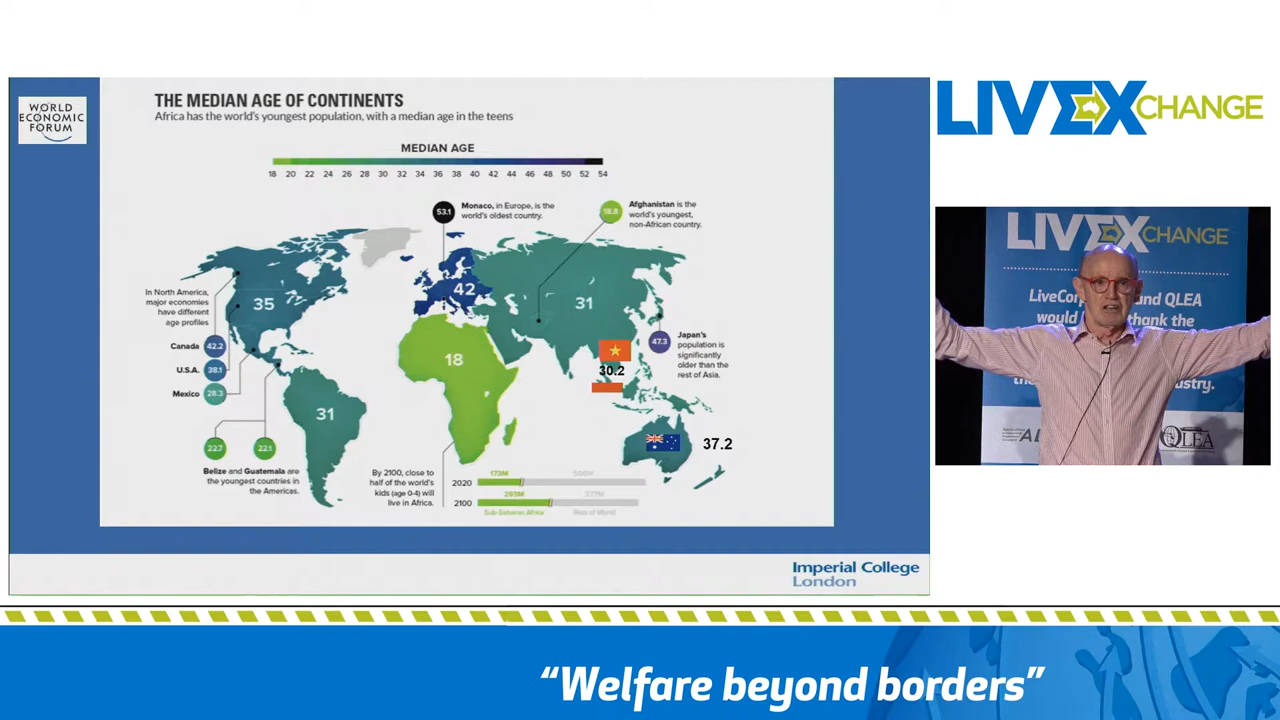 WORLD
ECONOMIC
FORUM
THE MEDIAN AGE OF CONTINENTS
Africa has the world's youngest population, with a median age in the teens
MEDIAN AGE
18 20 22 24 26 28 30 32 34 36 38 40 42 44 46 48 50 52 54
53.1
Monaco, in Europe, is the
world's oldest country.
18.8
Afghanistan is the
world's youngest,
non-African country.
In North America,
major economies
have different
age profiles
Canada 42.2
U.S.A. 38.1
Mexico 28.3
35
42
31
18
31
47.3
Japan's
population is
significantly
older than the
rest of Asia.
30.2
37.2
22.7
22.1
Belize and Guatemala are
the youngest countries in
the Americas.
By 2100, close to
half of the world's
kids (age 0-4) will
live in Africa.
173M
2020
2100
Sub-Saharan Africa Rest of World
Imperial College
London
LIVEXCHANGE
LIVEXCHANGE
LiveCorp and QLEA
would thank the
QLEA
“Welfare beyond borders”